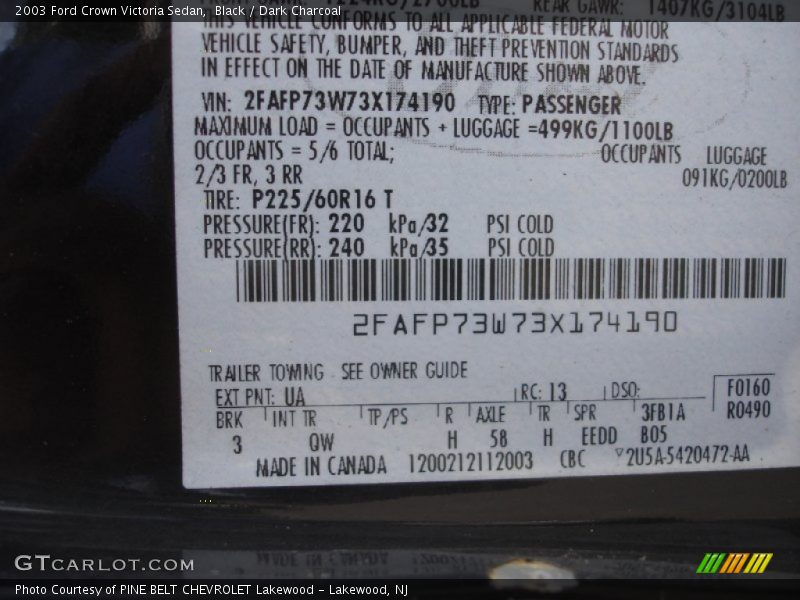 2003 Ford Crown Victoria Sedan, Black / Dark Charcoal
REAR GAWR: 1407KG/3104LB
THIS VEHICLE CONFORMS TO ALL APPLICABLE FEDERAL MOTOR
VEHICLE SAFETY, BUMPER, AND THEFT PREVENTION STANDARDS
IN EFFECT ON THE DATE OF MANUFACTURE SHOWN ABOVE.
VIN: 2FAFP73W73X174190 TYPE: PASSENGER
MAXIMUM LOAD = OCCUPANTS + LUGGAGE =499KG/1100LB
OCCUPANTS = 5/6 TOTAL; OCCUPANTS LUGGAGE
2/3 FR, 3 RR 091KG/0200LB
TIRE: P225/60R16 T
PRESSURE(FR): 220 kPa/32 PSI COLD
PRESSURE(RR): 240 kPa/35 PSI COLD
2FAFP73W73X174190
TRAILER TOWING SEE OWNER GUIDE
EXT PNT: UA RC: 13 DSO: F0160
BRK INT TR TP/PS R AXLE TR SPR 3FB1A R0490
3 QW H 58 H EEDD B05
MADE IN CANADA 1200212112003 CBC 2U5A-5420472-AA
GTCARLOT.COM
Photo Courtesy of PINE BELT CHEVROLET Lakewood - Lakewood, NJ